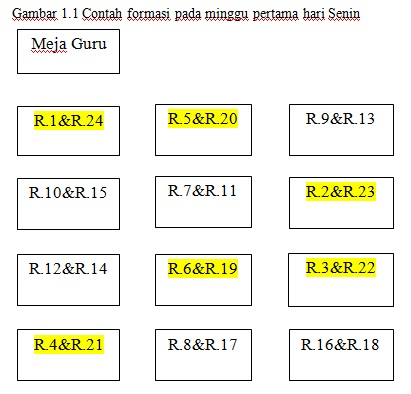 Gambar 1.1 Contah formasi pada minggu pertama hari Senin
Meja Guru
R.1&R.24 R.5&R.20 R.9&R.13
R.10&R.15 R.7&R.11 R.2&R.23
R.12&R.14 R.6&R.19 R.3&R.22
R.4&R.21 R.8&R.17 R.16&R.18